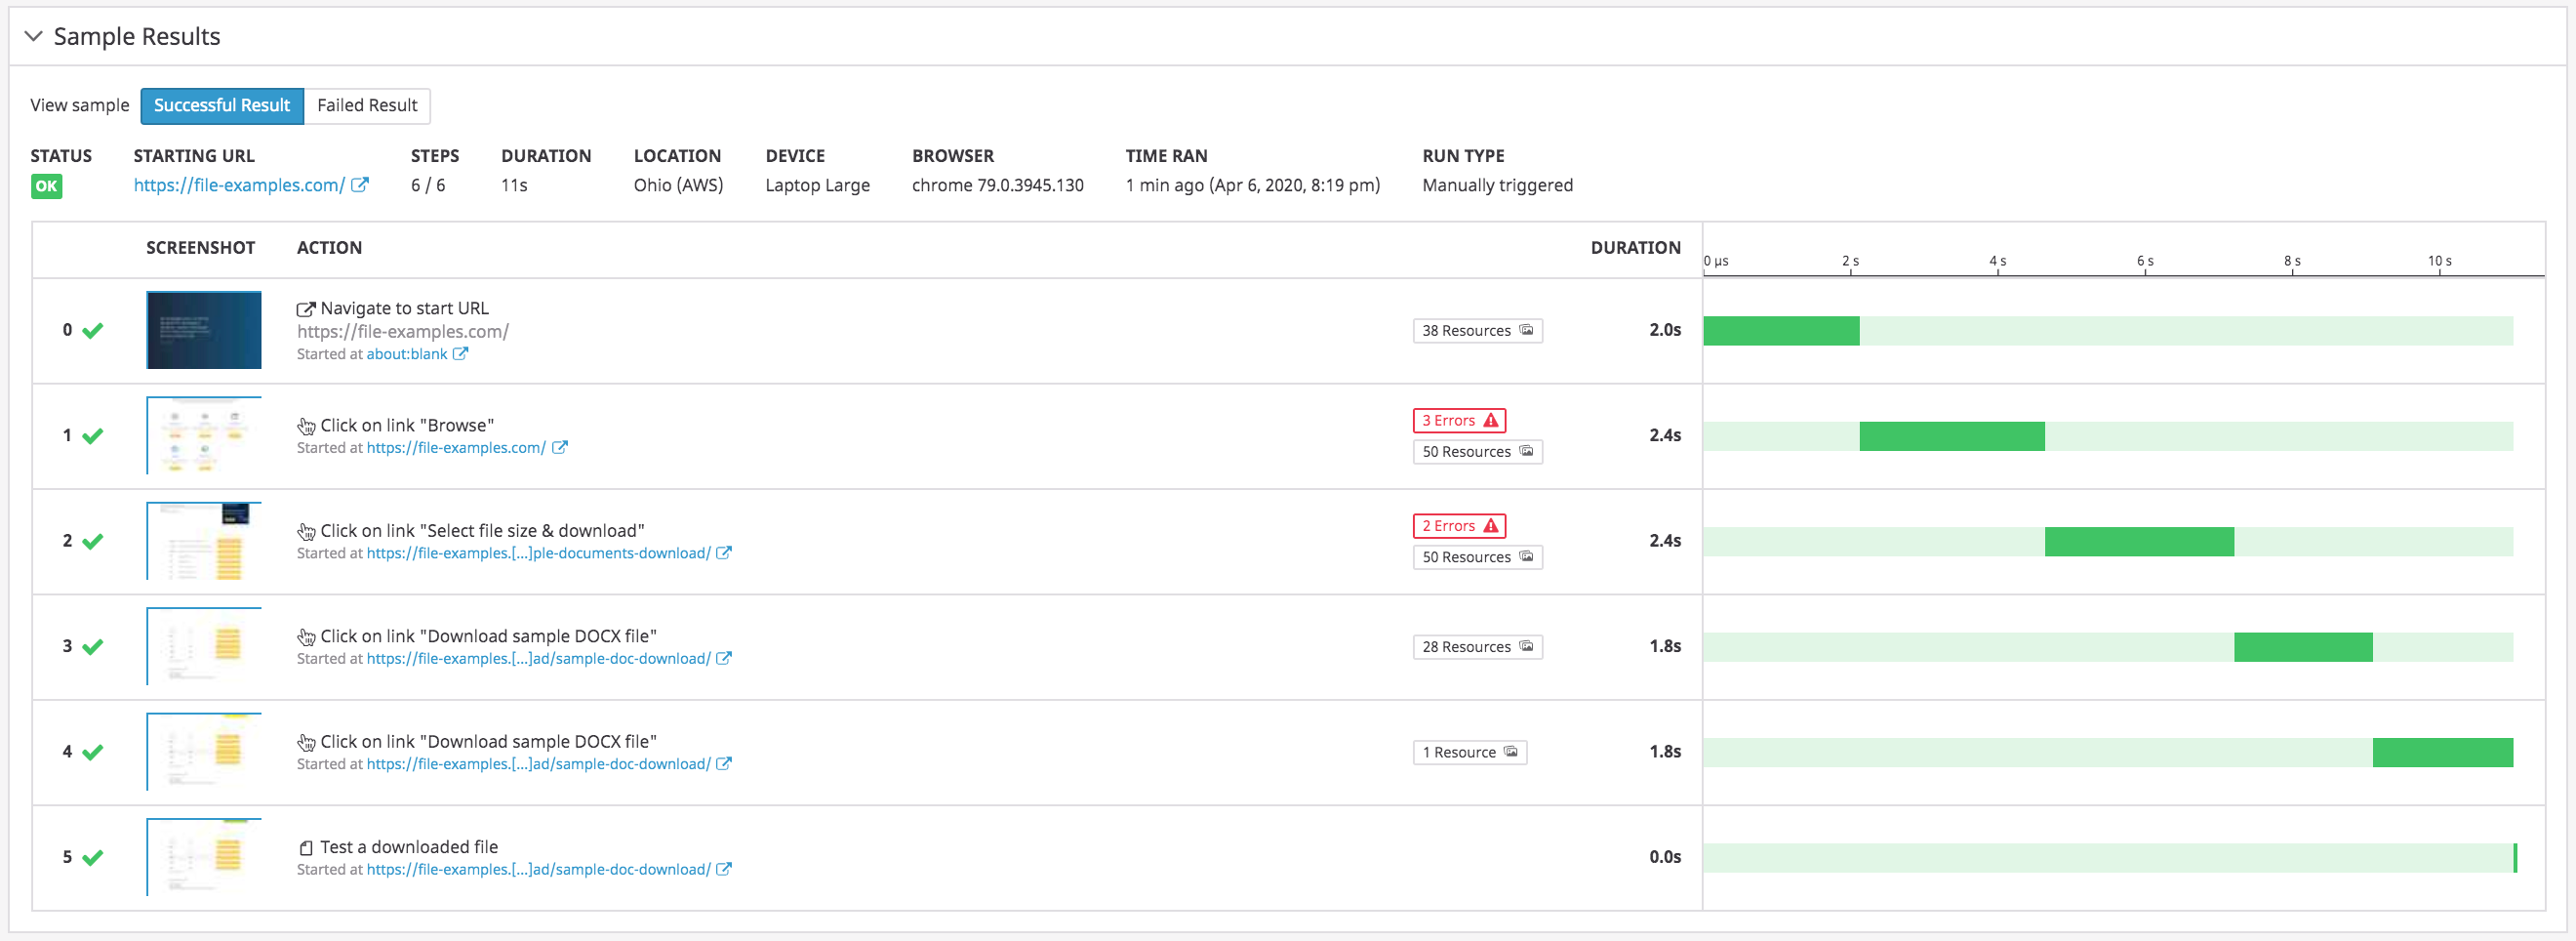 Sample Results
View sample Successful Result Failed Result
STATUS STARTING URL STEPS DURATION LOCATION DEVICE BROWSER TIME RAN RUN TYPE
OK https://file-examples.com/ 6 / 6 11s Ohio (AWS) Laptop Large chrome 79.0.3945.130 1 min ago (Apr 6, 2020, 8:19 pm) Manually triggered
SCREENSHOT ACTION DURATION
0 µs 2 s 4 s 6 s 8 s 10 s
Navigate to start URL
0 https://file-examples.com/ 38 Resources 2.0s
Started at about:blank
Click on link "Browse" 3 Errors
1 2.4s
Started at https://file-examples.com/ 50 Resources
Click on link "Select file size & download" 2 Errors
2 2.4s
Started at https://file-examples.[...]ple-documents-download/ 50 Resources
Click on link "Download sample DOCX file"
3 28 Resources 1.8s
Started at https://file-examples.[...]ad/sample-doc-download/
Click on link "Download sample DOCX file"
4 1 Resource 1.8s
Started at https://file-examples.[...]ad/sample-doc-download/
Test a downloaded file
5 0.0s
Started at https://file-examples.[...]ad/sample-doc-download/